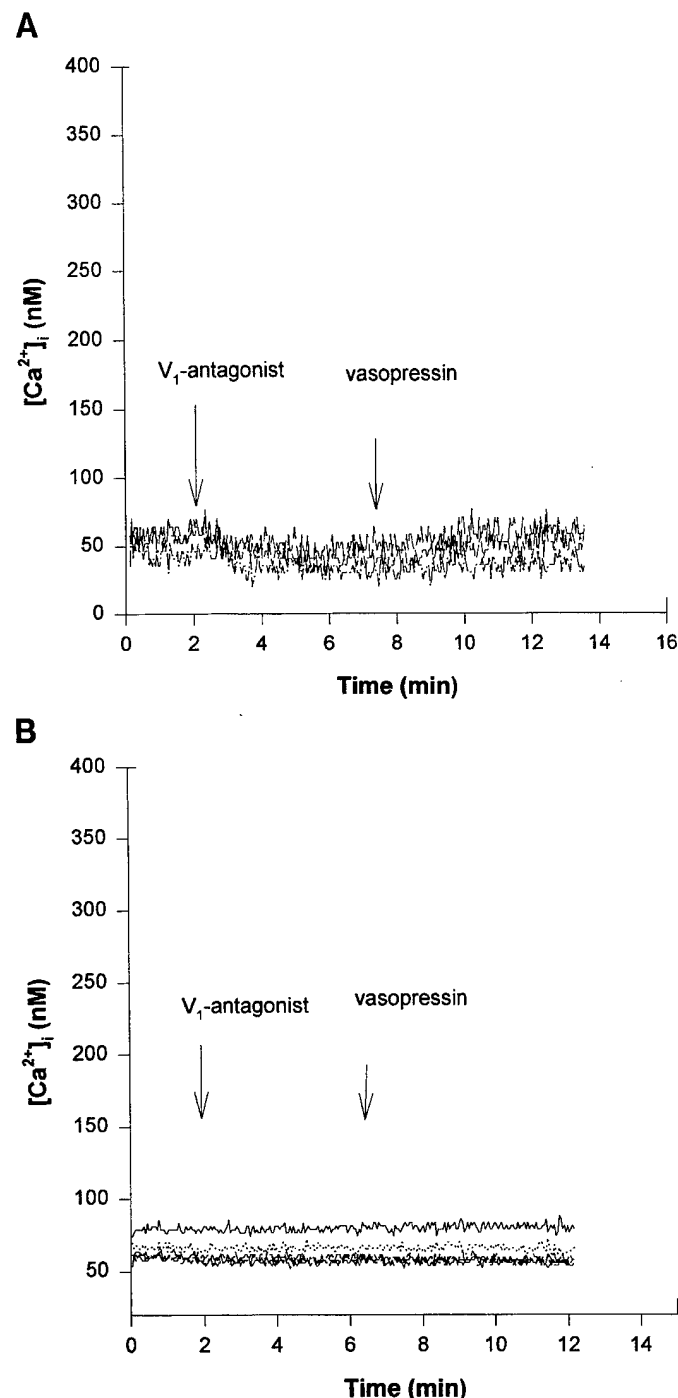 A
400
350
300
250
200
150
100
50
0
[Ca²⁺]ᵢ (nM)
V₁-antagonist
vasopressin
0 2 4 6 8 10 12 14 16
Time (min)
B
400
350
300
250
200
150
100
50
[Ca²⁺]ᵢ (nM)
V₁-antagonist
vasopressin
0 2 4 6 8 10 12 14
Time (min)